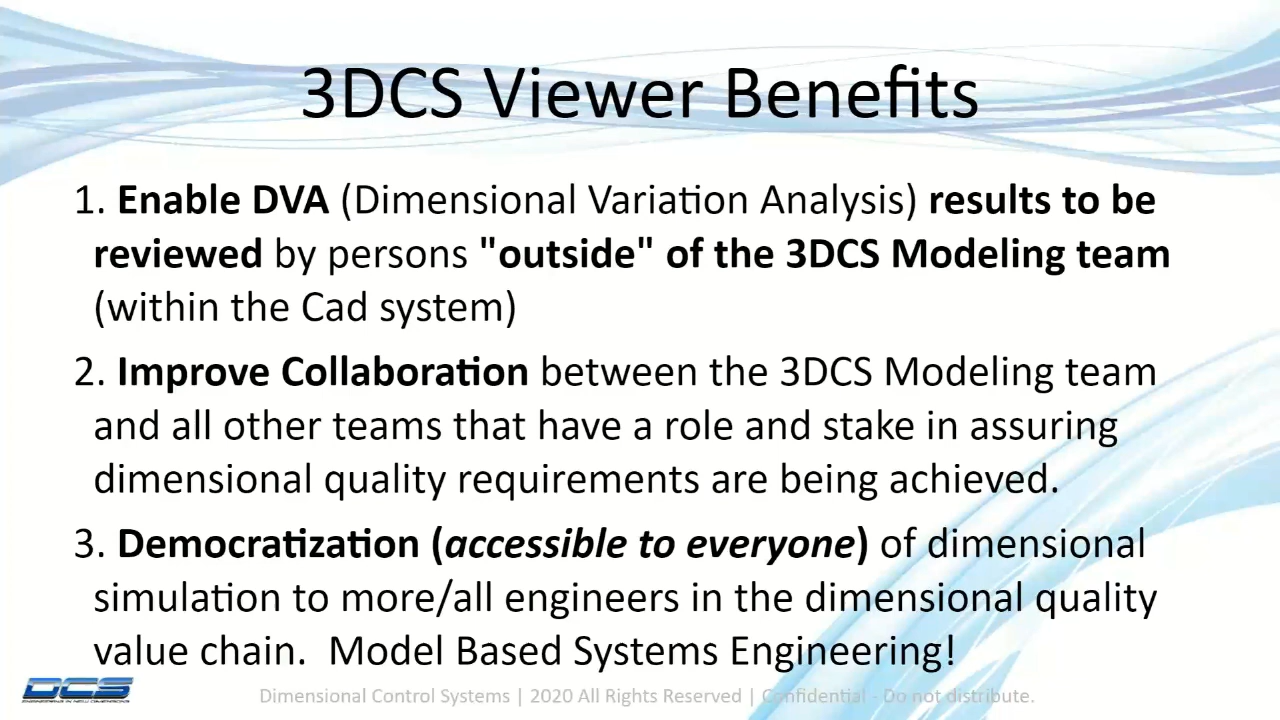 3DCS Viewer Benefits
1. Enable DVA (Dimensional Variation Analysis) results to be
reviewed by persons "outside" of the 3DCS Modeling team
(within the Cad system)
2. Improve Collaboration between the 3DCS Modeling team
and all other teams that have a role and stake in assuring
dimensional quality requirements are being achieved.
3. Democratization (accessible to everyone) of dimensional
simulation to more/all engineers in the dimensional quality
value chain.  Model Based Systems Engineering!
DCS
ENGINEERING IN NEW DIMENSIONS
Dimensional Control Systems | 2020 All Rights Reserved | Confidential - Do not distribute.